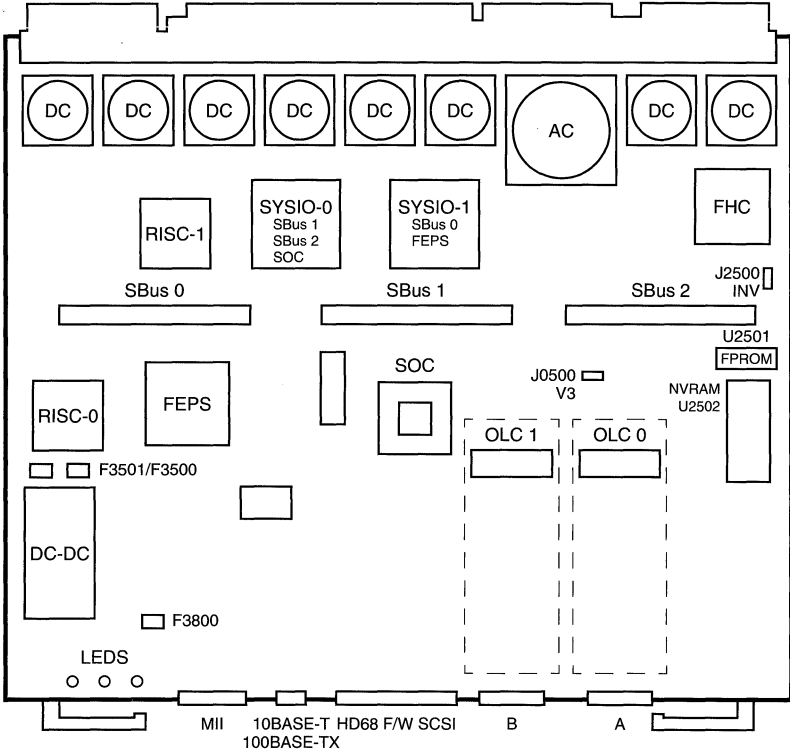 DC DC DC DC DC DC AC DC DC
RISC-1
SYSIO-0
SBus 1
SBus 2
SOC
SYSIO-1
SBus 0
FEPS
FHC
J2500
INV
SBus 0
SBus 1
SBus 2
U2501
FPROM
SOC
J0500
V3
NVRAM
U2502
RISC-0
FEPS
OLC 1
OLC 0
F3501/F3500
DC-DC
F3800
LEDS
MII
10BASE-T
100BASE-TX
HD68 F/W SCSI
B
A